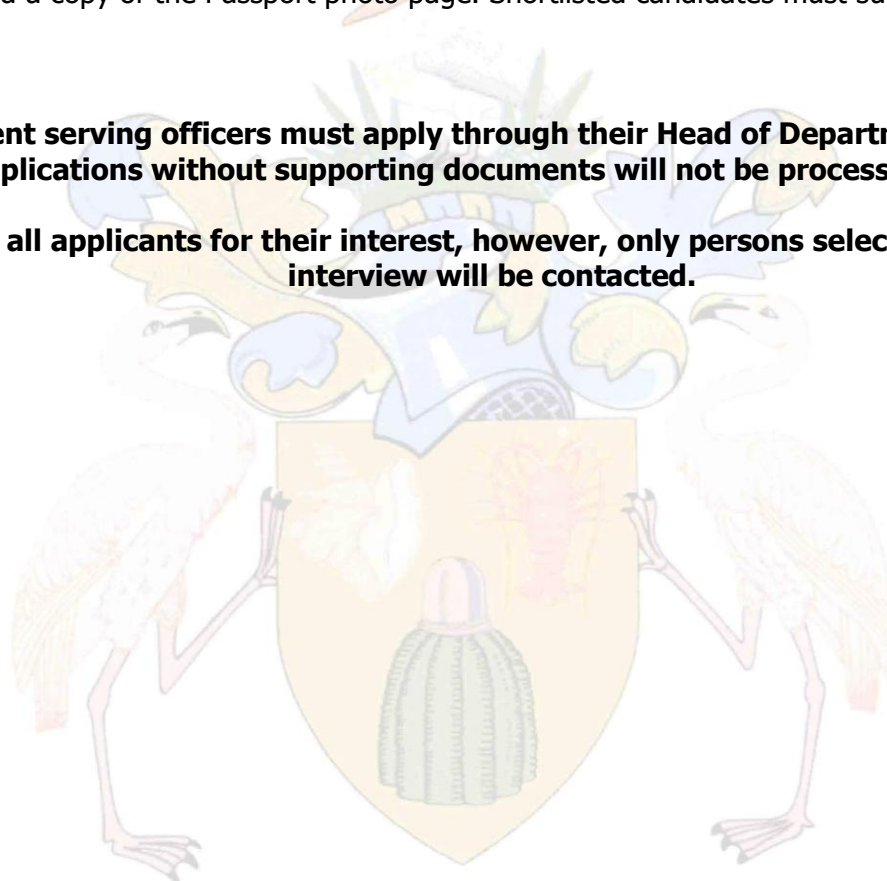 a copy of the Passport photo page. Shortlisted candidates must
ent serving officers must apply through their Head of Departm
plications without supporting documents will not be process
all applicants for their interest, however, only persons selec
interview will be contacted.